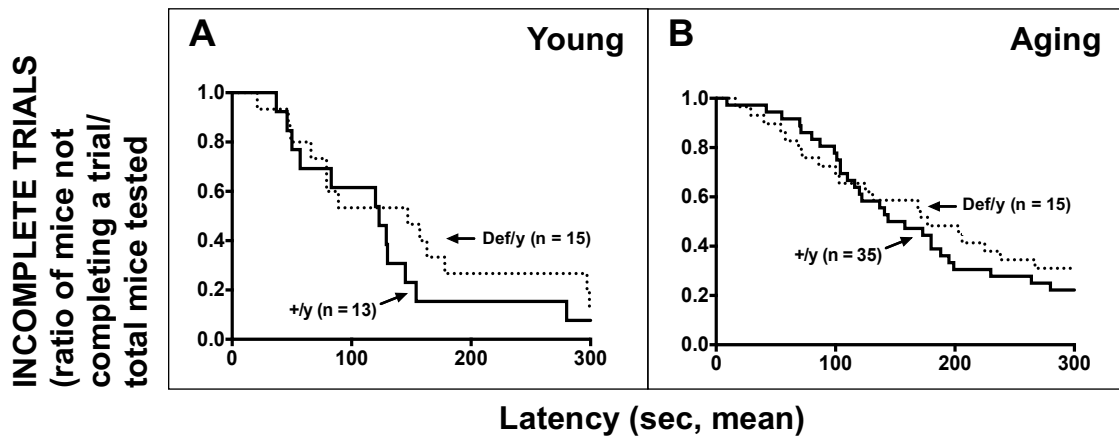 INCOMPLETE TRIALS
(ratio of mice not
completing a trial/
total mice tested
A
Young
1.0
0.8
0.6
0.4
0.2
0.0
0
100
200
300
Def/y (n = 15)
+/y (n = 13)
B
Aging
1.0
0.8
0.6
0.4
0.2
0.0
0
100
200
300
Def/y (n = 15)
+/y (n = 35)
Latency (sec, mean)